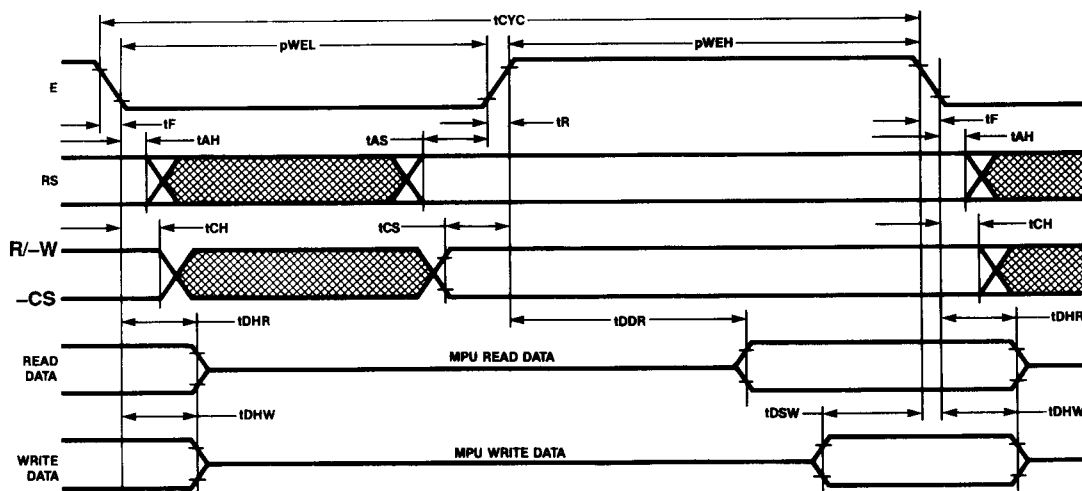 tCYC
pWEL pWEH
E
tF tR tF
tAH tAS tAH
RS
tCH tCS tCH
R/–W
–CS
tDHR tDDR tDHR
READ DATA
MPU READ DATA
tDHW tDSW tDHW
WRITE DATA
MPU WRITE DATA